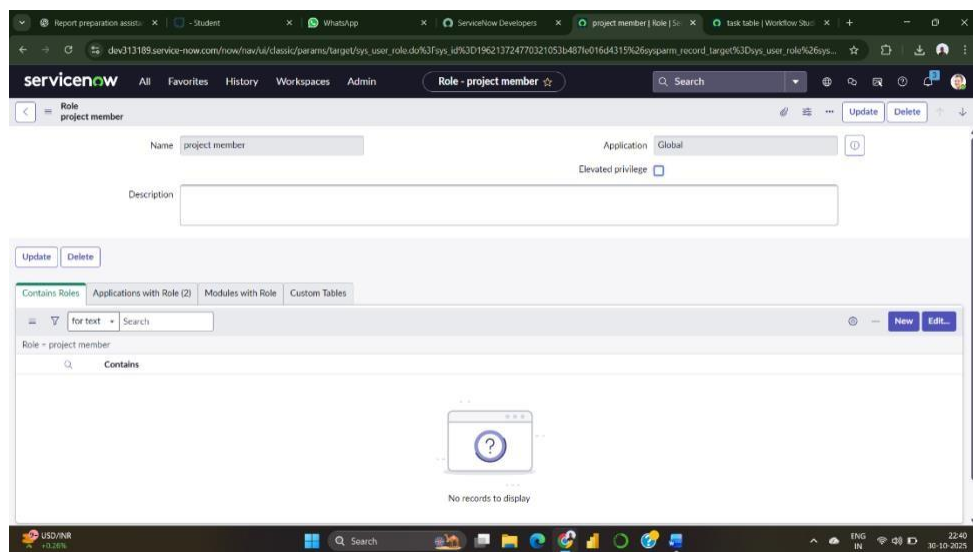 Report preparation assista
- Student
WhatsApp
ServiceNow Developers
project member | Role | Se
task table | Workflow Stud
dev313189.service-now.com/now/nav/ui/classic/params/target/sys_user_role.do%3Fsys_id%3D196213724770321053b487fe016d4315%26sysparm_record_target%3Dsys_user_role%26sys...
servicenow All Favorites History Workspaces Admin Role - project member Search 3
Role
project member
Update Delete
Name project member Application Global
Elevated privilege
Description
Update Delete
Contains Roles Applications with Role (2) Modules with Role Custom Tables
for text Search New Edit...
Role = project member
Contains
No records to display
USD/INR
+0.26%
Search
ENG
IN
22:40
30-10-2025